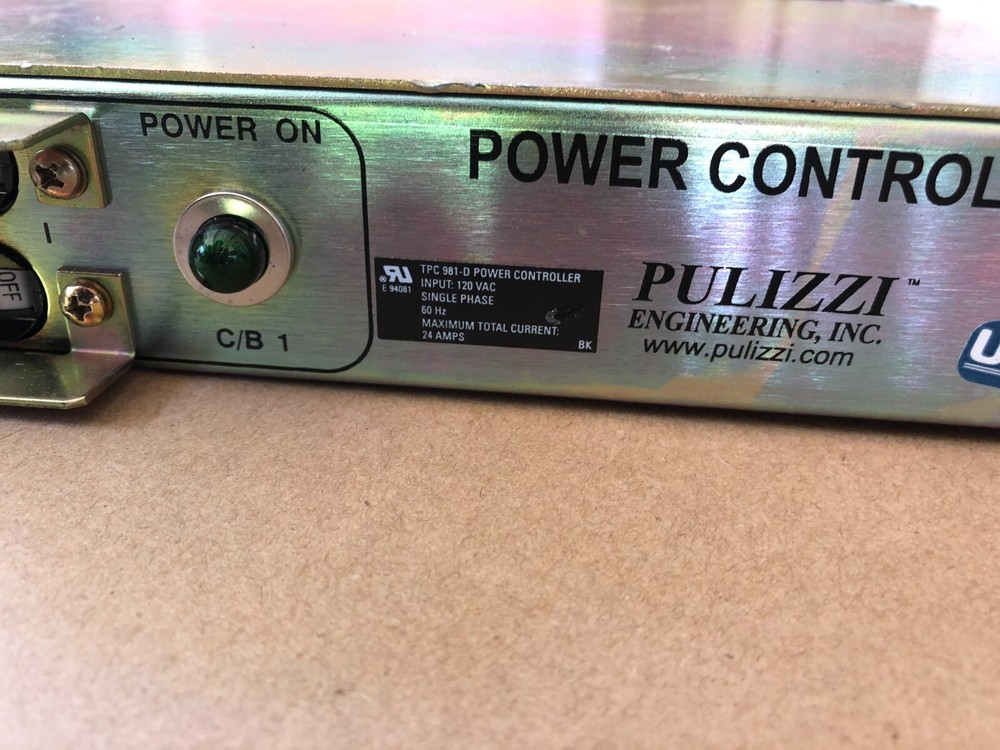 POWER ON
POWER CONTROL
I
OFF
C/B 1
RU
®
E 94081
TPC 981-D POWER CONTROLLER
INPUT: 120 VAC
SINGLE PHASE
60 Hz
MAXIMUM TOTAL CURRENT:
24 AMPS
BK
PULIZZI™
ENGINEERING, INC.
www.pulizzi.com